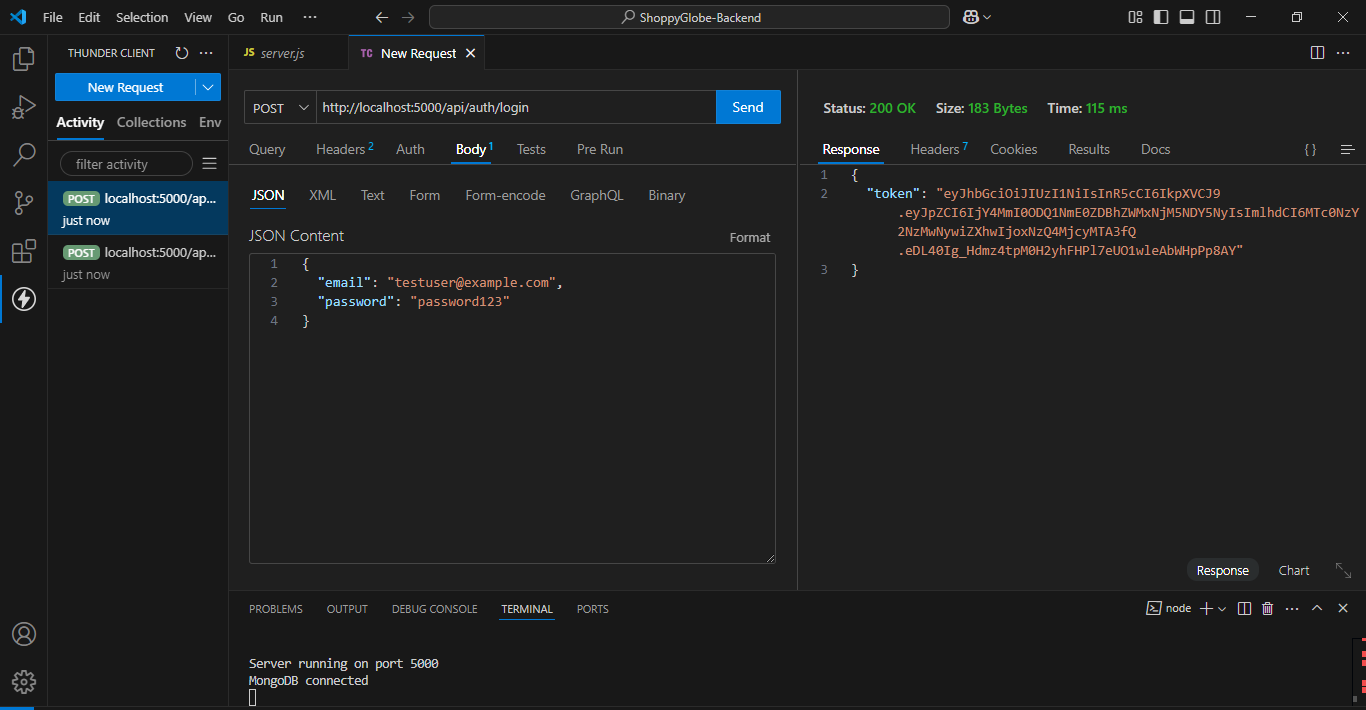 File Edit Selection View Go Run ···
ShoppyGlobe-Backend
THUNDER CLIENT ···
New Request
Activity Collections Env
filter activity
POST localhost:5000/ap...
just now
POST localhost:5000/ap...
just now
JS server.js
TC New Request
POST http://localhost:5000/api/auth/login Send
Query Headers 2 Auth Body 1 Tests Pre Run
JSON XML Text Form Form-encode GraphQL Binary
JSON Content Format
1 {
2 "email": "testuser@example.com",
3 "password": "password123"
4 }
Status: 200 OK Size: 183 Bytes Time: 115 ms
Response Headers 7 Cookies Results Docs { }
1 {
2 "token": "eyJhbGciOiJIUzI1NiIsInR5cCI6IkpXVCJ9
.eyJpZCI6IjY4MmI0ODQ1NmE0ZDBhZWMxNjM5NDY5NyIsImlhdCI6MTc0NzY
2NzMwNywiZXhwIjoxNzQ4MjcyMTA3fQ
.eDL40Ig_Hdmz4tpM0H2yhFHPl7eUO1wleAbWHpPp8AY"
3 }
Response Chart
PROBLEMS OUTPUT DEBUG CONSOLE TERMINAL PORTS
node
Server running on port 5000
MongoDB connected